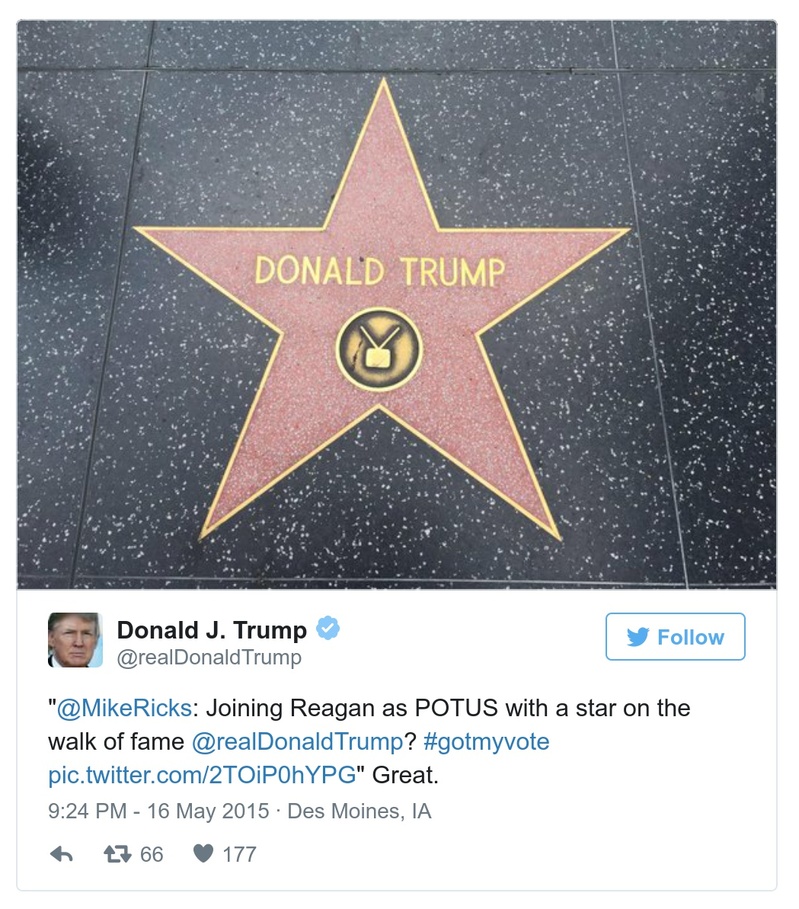 DONALD TRUMP
Donald J. Trump
@realDonaldTrump
Follow
"@MikeRicks: Joining Reagan as POTUS with a star on the
walk of fame @realDonaldTrump? #gotmyvote
pic.twitter.com/2TOiP0hYPG" Great.
9:24 PM - 16 May 2015 · Des Moines, IA
66 177